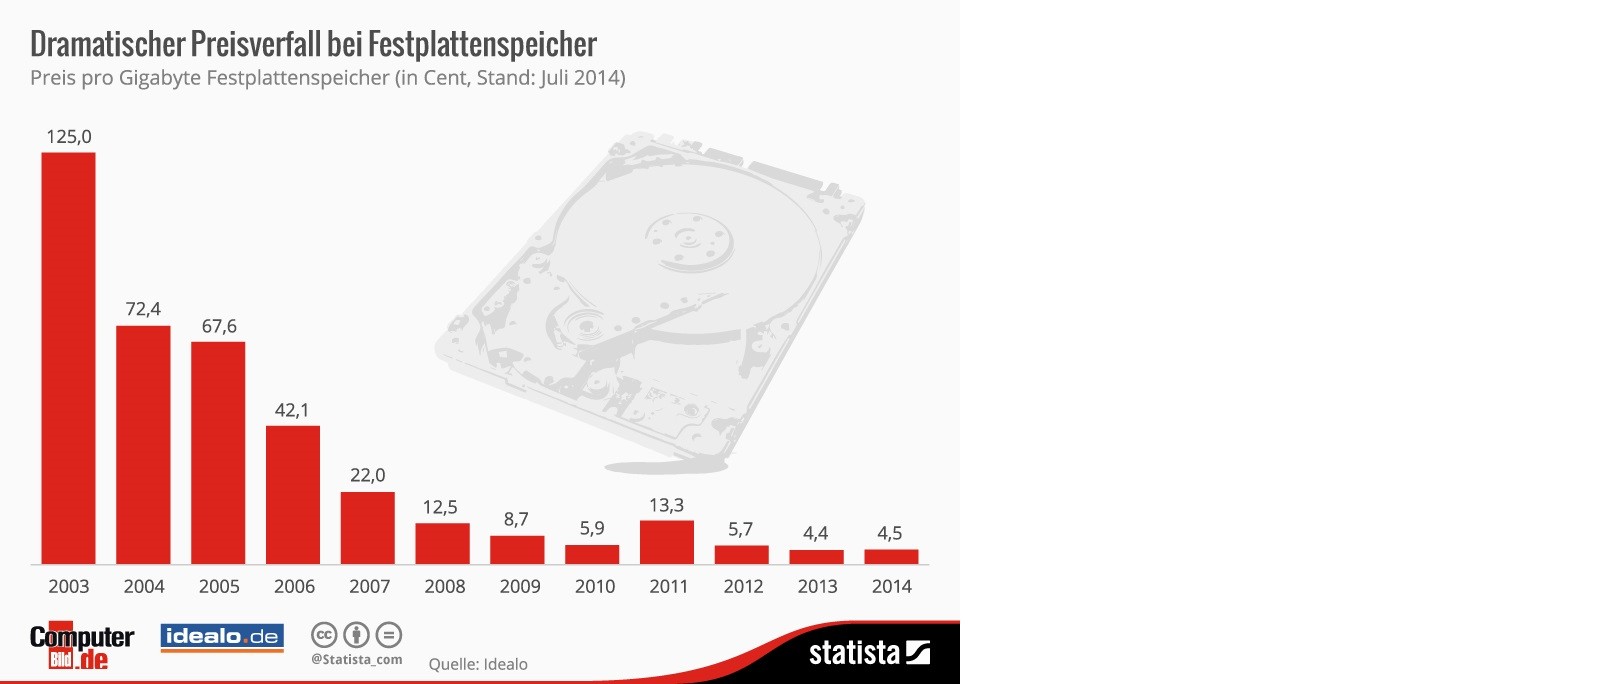 Dramatischer Preisverfall bei Festplattenspeicher
Preis pro Gigabyte Festplattenspeicher (in Cent, Stand: Juli 2014)
125,0
72,4
67,6
42,1
22,0
12,5
8,7
5,9
13,3
5,7
4,4
4,5
2003 2004 2005 2006 2007 2008 2009 2010 2011 2012 2013 2014
Computer
Bild.de
idealo.de
cc
@Statista_com
Quelle: Idealo
statista